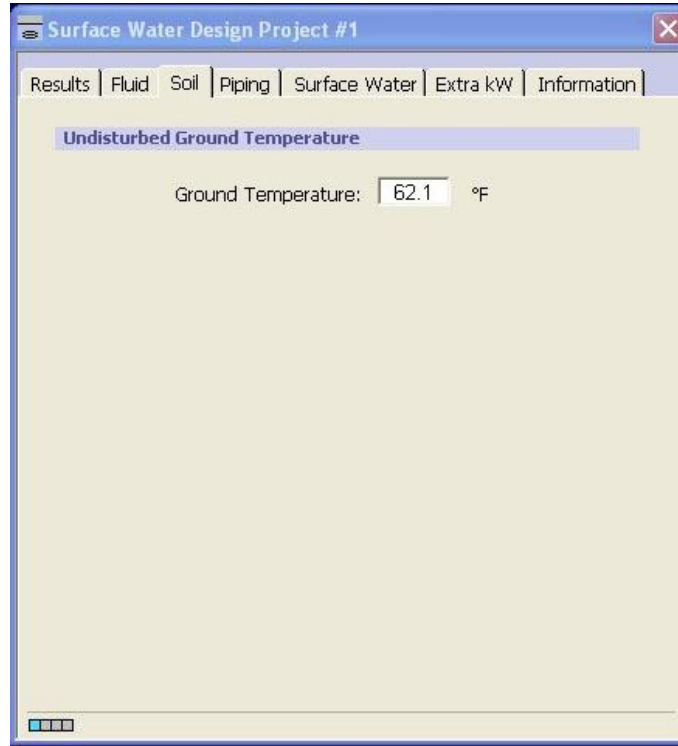 Surface Water Design Project #1
Results Fluid Soil Piping Surface Water Extra kW Information
Undisturbed Ground Temperature
Ground Temperature: 62.1 °F